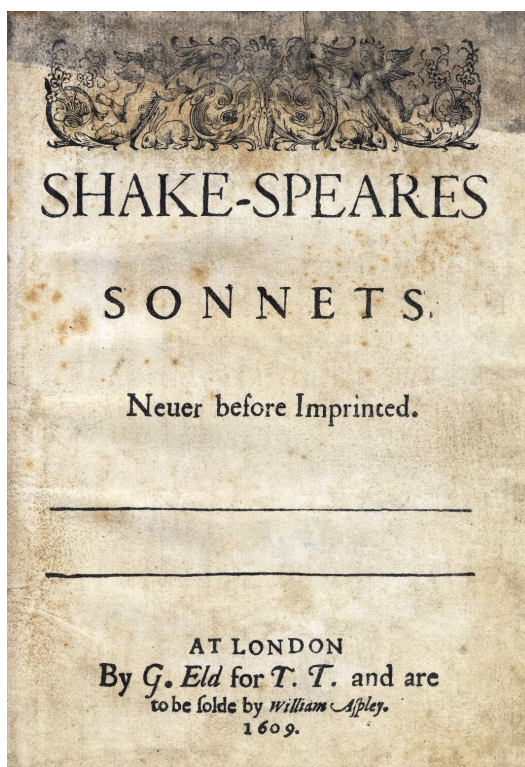 SHAKE-SPEARES
SONNETS.
Neuer before Imprinted.
AT LONDON
By G. Eld for T. T. and are
to be ſolde by William Aſpley.
1609.